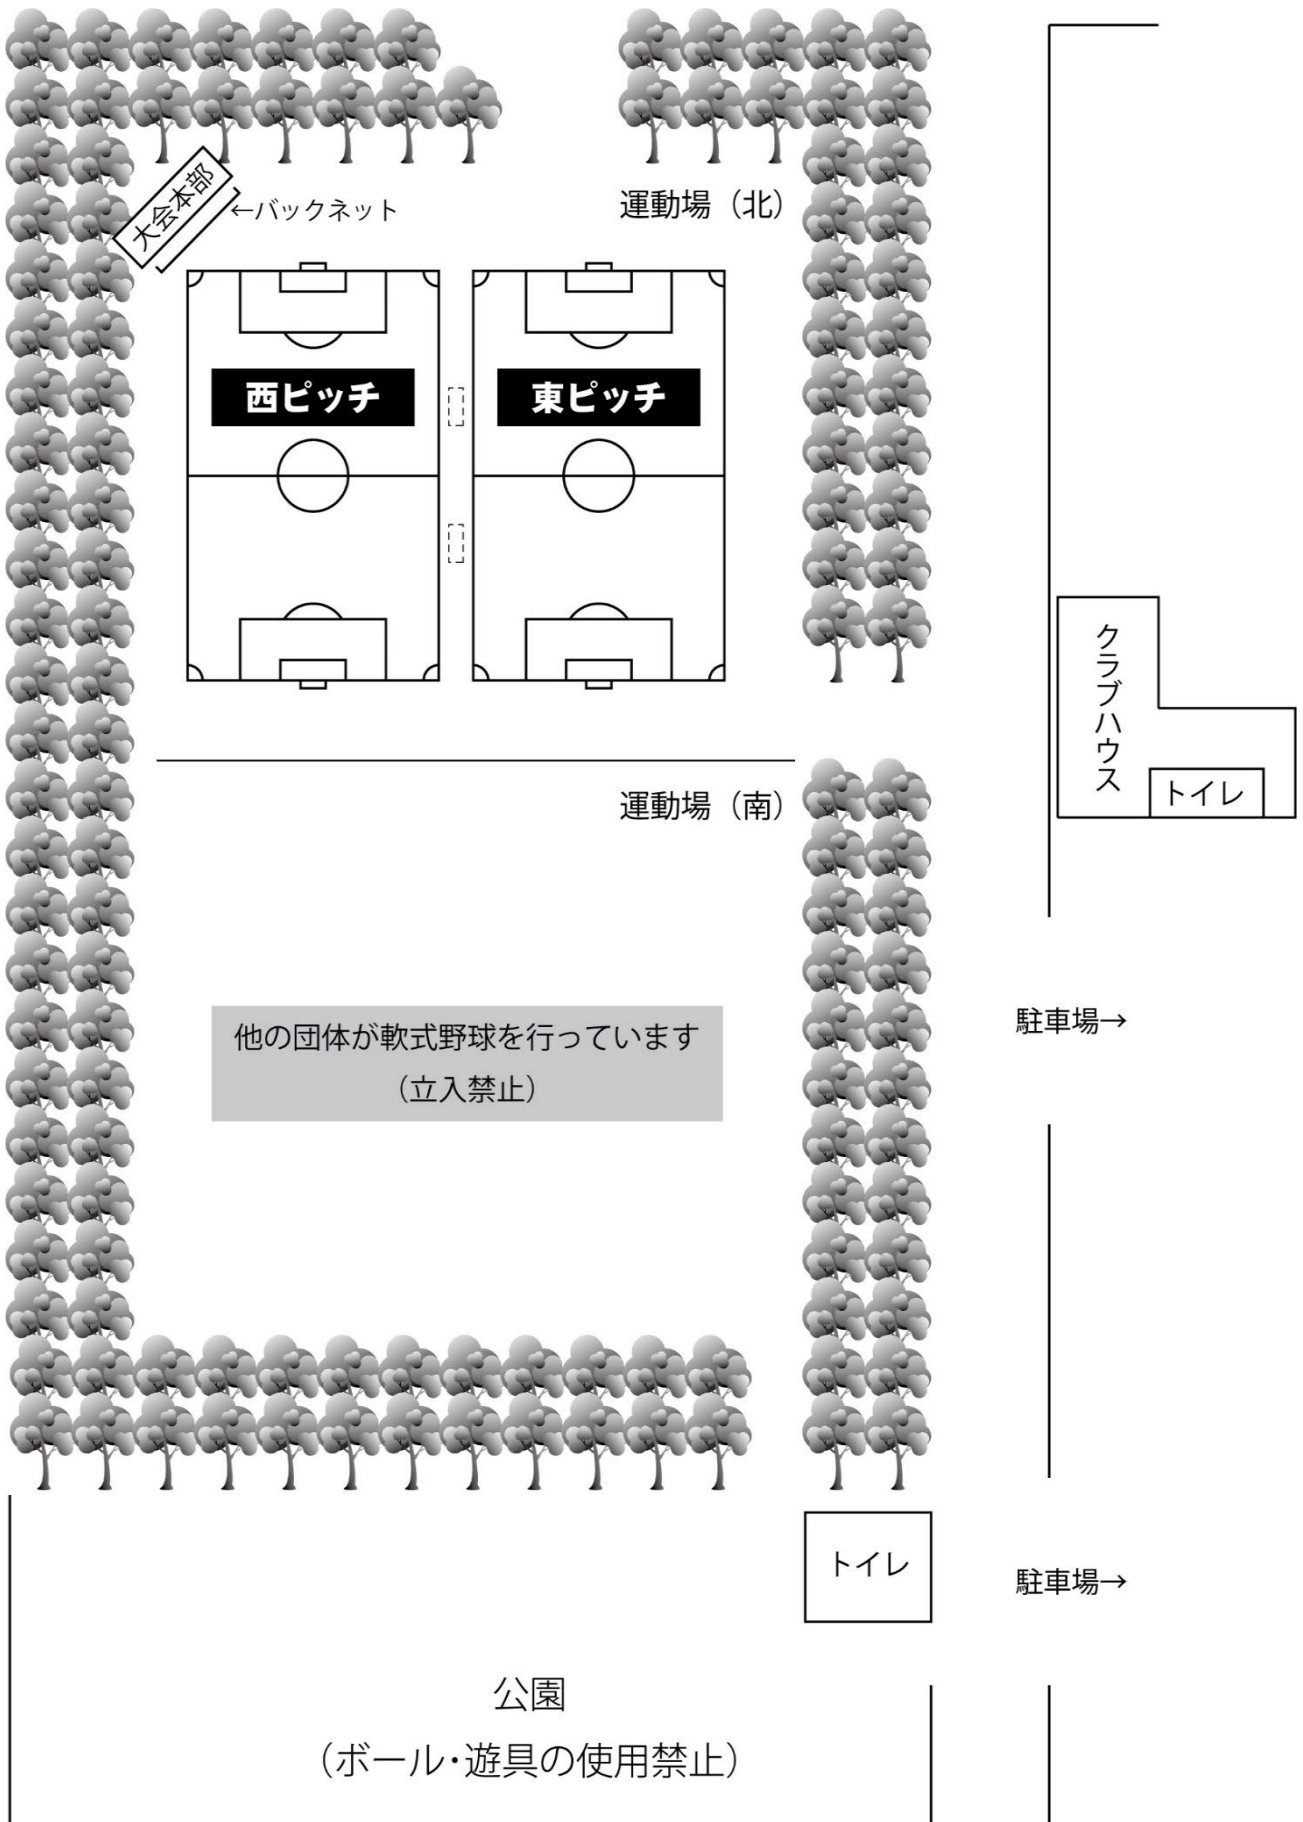 大会本部
←バックネット
運動場（北）
西ピッチ
東ピッチ
クラブハウス
トイレ
運動場（南）
他の団体が軟式野球を行っています
（立入禁止）
駐車場→
トイレ
駐車場→
公園
（ボール・遊具の使用禁止）